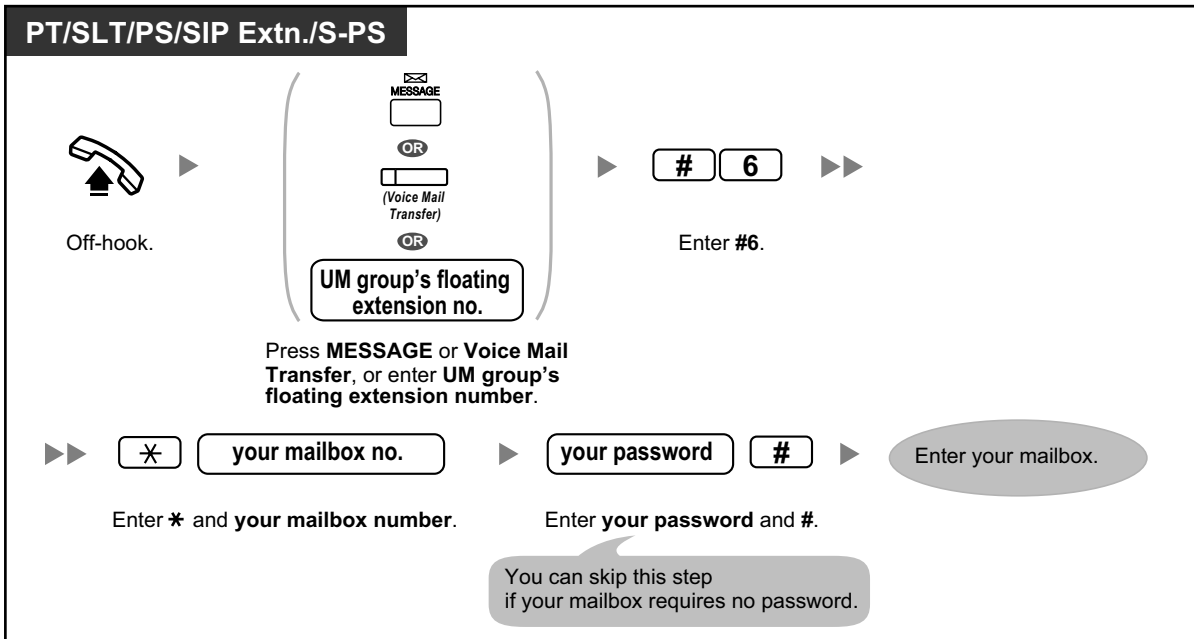 PT/SLT/PS/SIP Extn./S-PS
MESSAGE
OR
(Voice Mail
Transfer)
OR
UM group's floating
extension no.
# 6
Off-hook.
Press MESSAGE or Voice Mail
Transfer, or enter UM group's
floating extension number.
Enter #6.
* your mailbox no.
your password #
Enter your mailbox.
Enter * and your mailbox number.
Enter your password and #.
You can skip this step
if your mailbox requires no password.